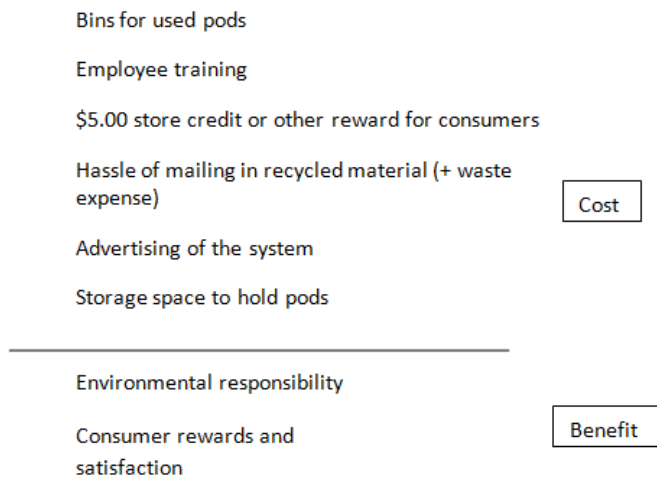 Bins for used pods
Employee training
$5.00 store credit or other reward for consumers
Hassle of mailing in recycled material (+ waste
expense)
Cost
Advertising of the system
Storage space to hold pods
Environmental responsibility
Consumer rewards and
satisfaction
Benefit